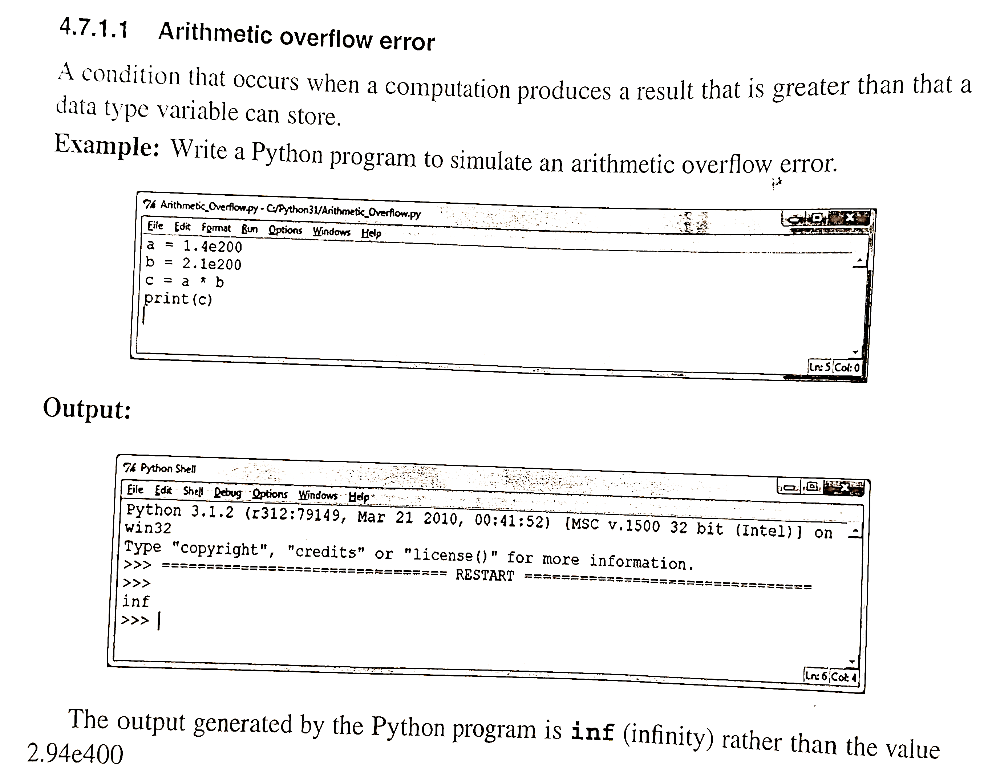 4.7.1.1 Arithmetic overflow error
A condition that occurs when a computation produces a result that is greater than that a
data type variable can store.
Example: Write a Python program to simulate an arithmetic overflow error.
Arithmetic_Overflow.py - C:/Python31/Arithmetic_Overflow.py
File Edit Format Run Options Windows Help
a = 1.4e200
b = 2.1e200
c = a * b
print(c)
Ln: 5 Col: 0
Output:
Python Shell
File Edit Shell Debug Options Windows Help
Python 3.1.2 (r312:79149, Mar 21 2010, 00:41:52) [MSC v.1500 32 bit (Intel)] on
win32
Type "copyright", "credits" or "license()" for more information.
>>> ================================ RESTART ================================
>>>
inf
>>>
Ln: 6 Col: 4
The output generated by the Python program is inf (infinity) rather than the value
2.94e400